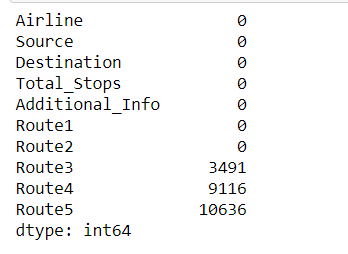 Airline 0
Source 0
Destination 0
Total_Stops 0
Additional_Info 0
Route1 0
Route2 0
Route3 3491
Route4 9116
Route5 10636
dtype: int64